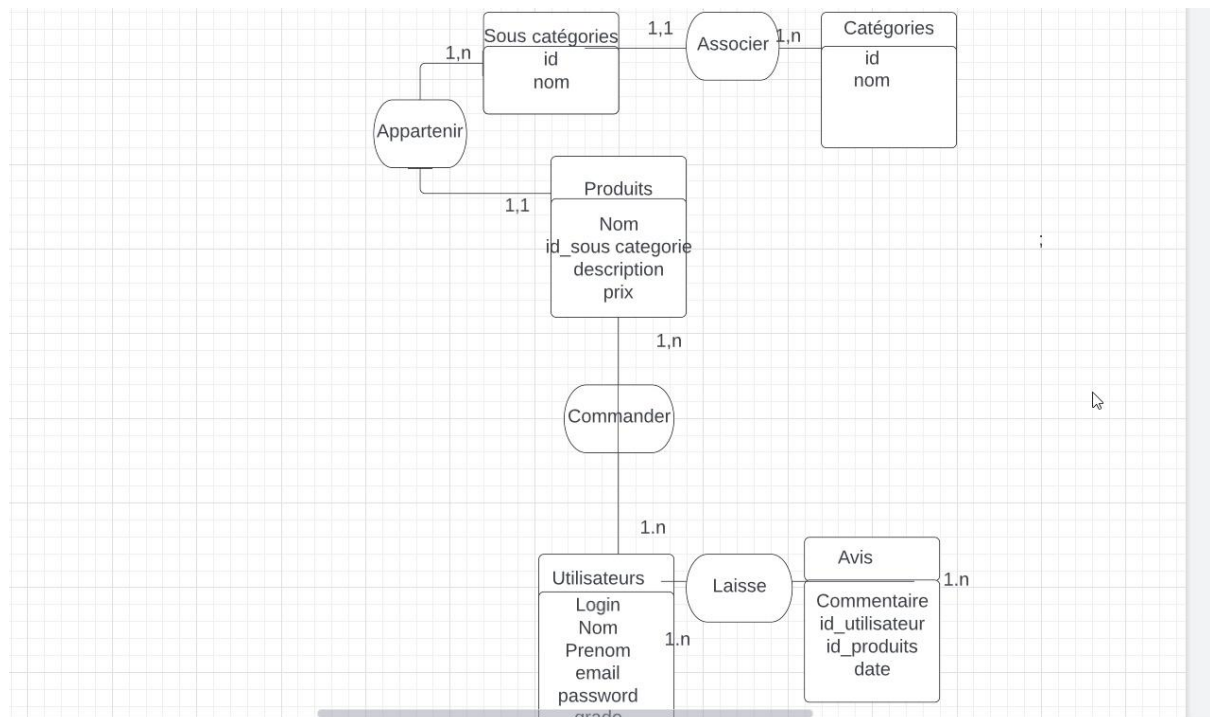 Sous catégories
id
nom
1,1
Associer
1,n
Catégories
id
nom
1,n
Appartenir
1,1
Produits
Nom
id_sous categorie
description
prix
;
1,n
Commander
1.n
Utilisateurs
Login
Nom
Prenom
email
password
grade
1.n
Laisse
Avis
1.n
Commentaire
id_utilisateur
id_produits
date